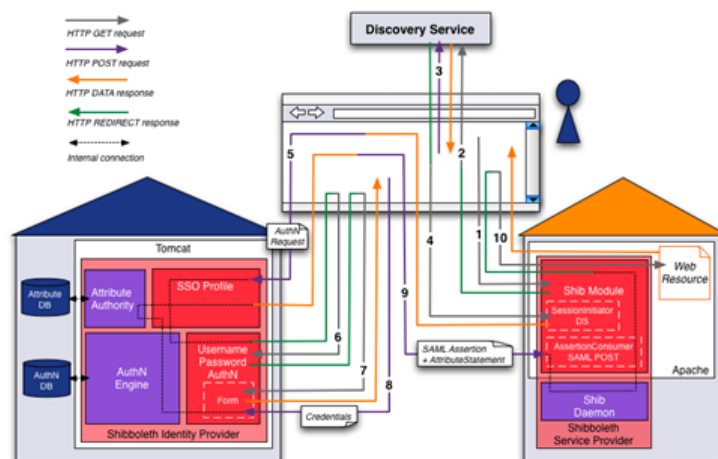 HTTP GET request
HTTP POST request
HTTP DATA response
HTTP REDIRECT response
Internal connection
Discovery Service
3
5
2
1
10
4
AuthN
Request
Tomcat
SSO Profile
Attribute
Authority
Attribute
DB
AuthN
DB
AuthN
Engine
Username
Password
AuthN
Form
Shibboleth Identity Provider
6
7
8
9
Credentials
SAML Assertion
+ AttributeStatement
Shib Module
SessionInitiator
DS
AssertionConsumer
SAML POST
Web
Resource
Apache
Shib
Daemon
Shibboleth
Service Provider